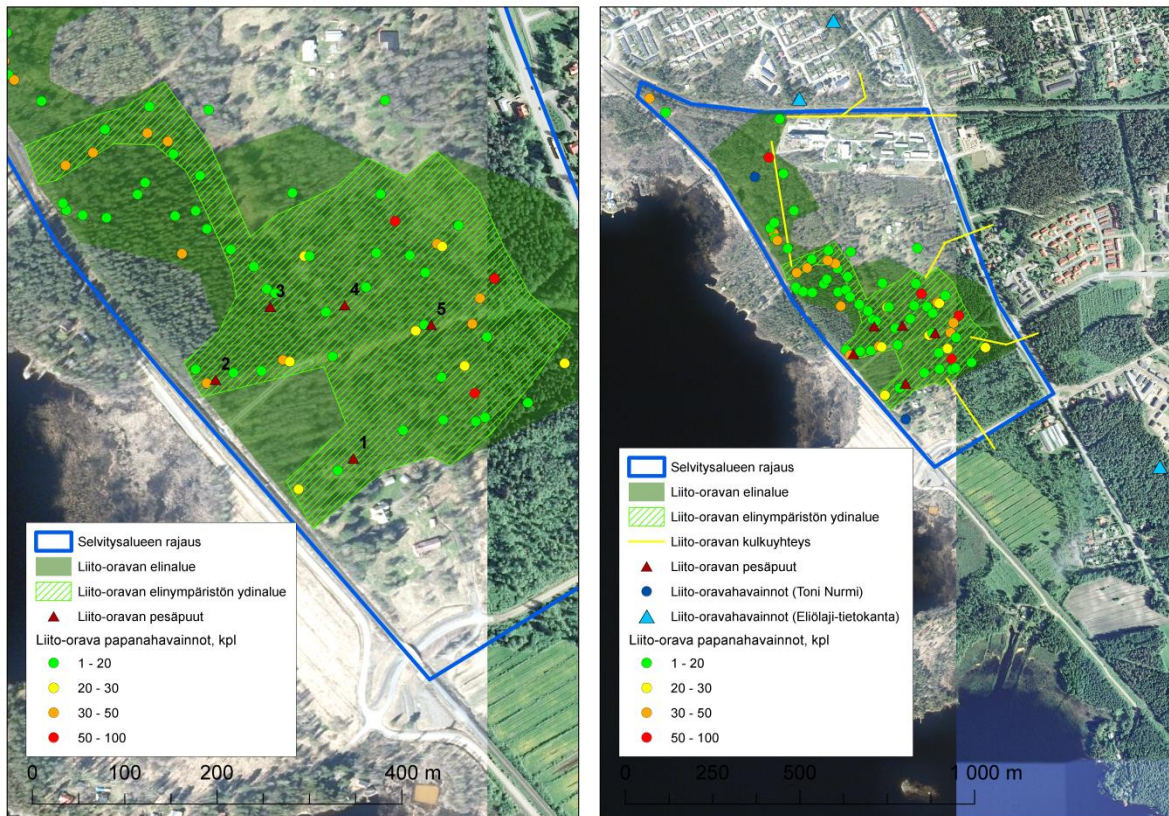 3
4
5
2
1
Selvitysalueen rajaus
Liito-oravan elinalue
Liito-oravan elinympäristön ydinalue
Liito-oravan pesäpuut
Liito-orava papanahavainnot, kpl
1 - 20
20 - 30
30 - 50
50 - 100
0 100 200 400 m
Selvitysalueen rajaus
Liito-oravan elinalue
Liito-oravan elinympäristön ydinalue
Liito-oravan kulkuyhteys
Liito-oravan pesäpuut
Liito-oravahavainnot (Toni Nurmi)
Liito-oravahavainnot (Eliölaji-tietokanta)
Liito-orava papanahavainnot, kpl
1 - 20
20 - 30
30 - 50
50 - 100
0 250 500 1 000 m